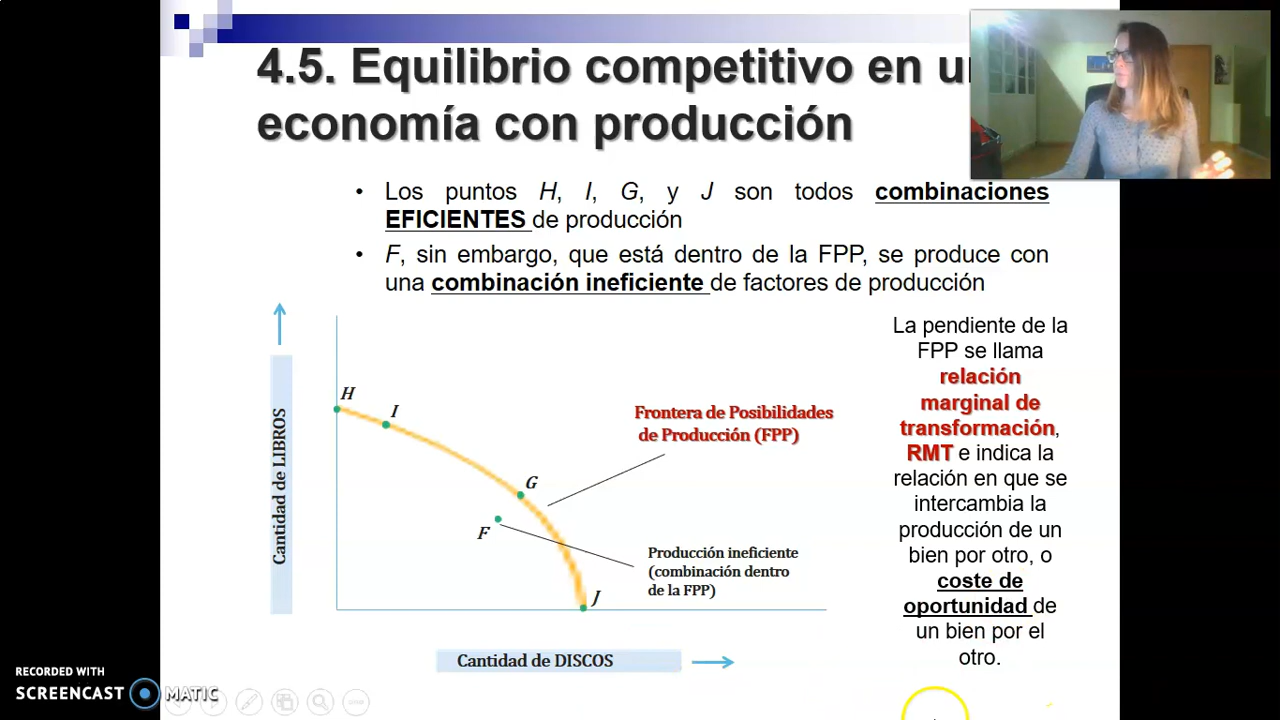 4.5. Equilibrio competitivo en un
economía con producción
• Los puntos H, I, G, y J son todos combinaciones
EFICIENTES de producción
• F, sin embargo, que está dentro de la FPP, se produce con
una combinación ineficiente de factores de producción
La pendiente de la
FPP se llama
relación
marginal de
transformación,
RMT e indica la
relación en que se
intercambia la
producción de un
bien por otro, o
coste de
oportunidad de
un bien por el
otro.
Cantidad de LIBROS
H
I
G
F
J
Frontera de Posibilidades
de Producción (FPP)
Producción ineficiente
(combinación dentro
de la FPP)
Cantidad de DISCOS
RECORDED WITH
SCREENCAST MATIC